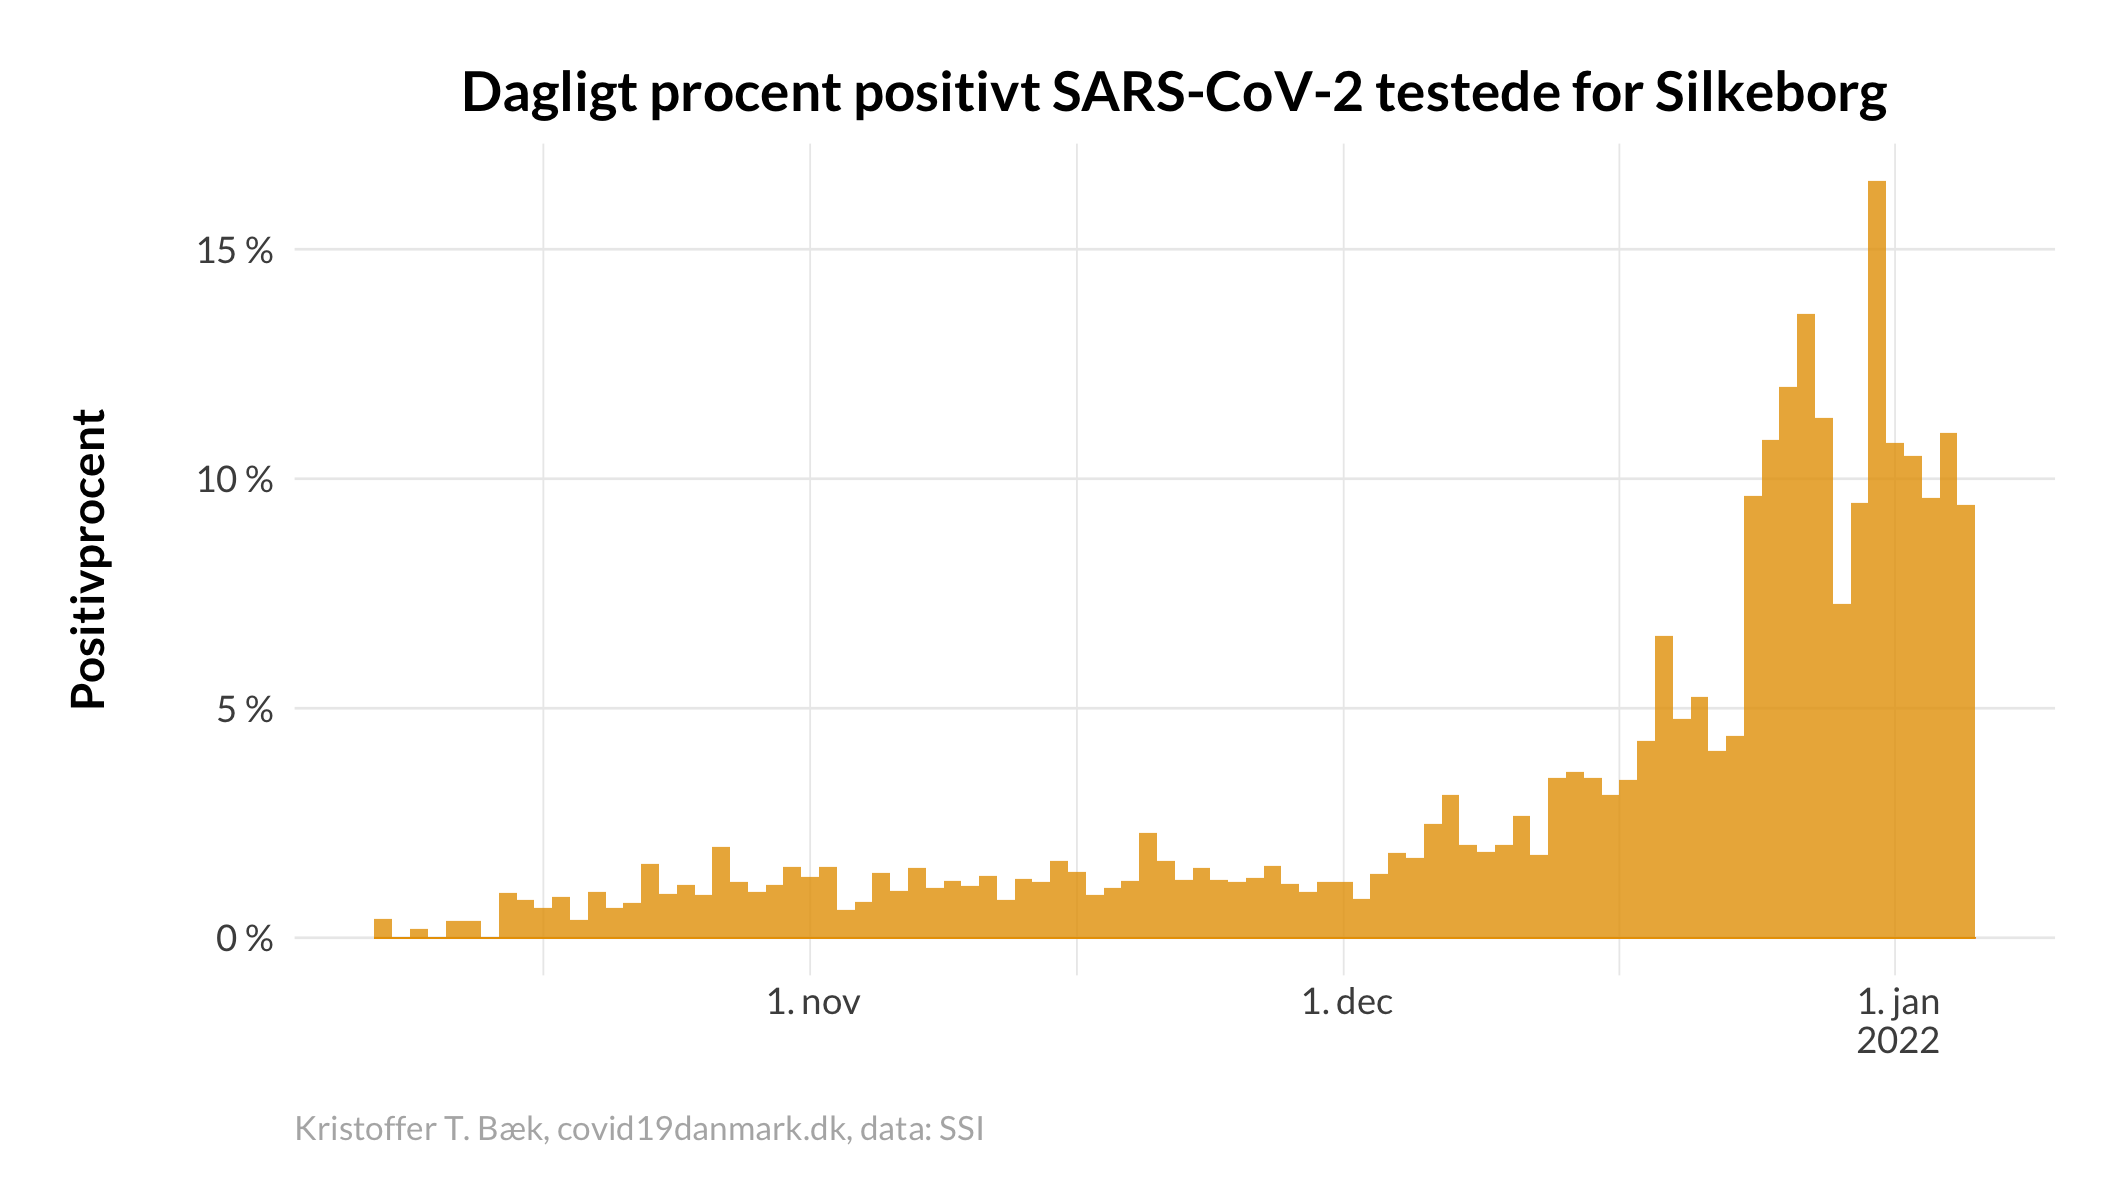 Dagligt procent positivt SARS-CoV-2 testede for Silkeborg
Positivprocent
15 %
10 %
5 %
0 %
1. nov
1. dec
1. jan
2022
Kristoffer T. Bæk, covid19danmark.dk, data: SSI